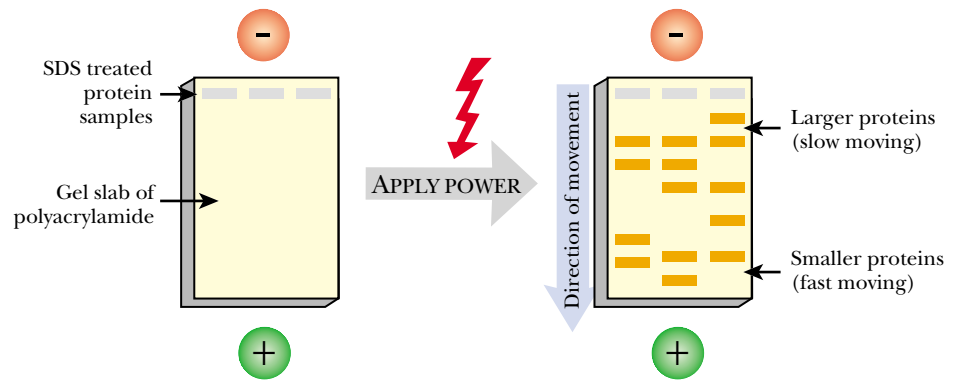 -
SDS treated
protein
samples
Gel slab of
polyacrylamide
+
APPLY POWER
-
Direction of movement
Larger proteins
(slow moving)
Smaller proteins
(fast moving)
+